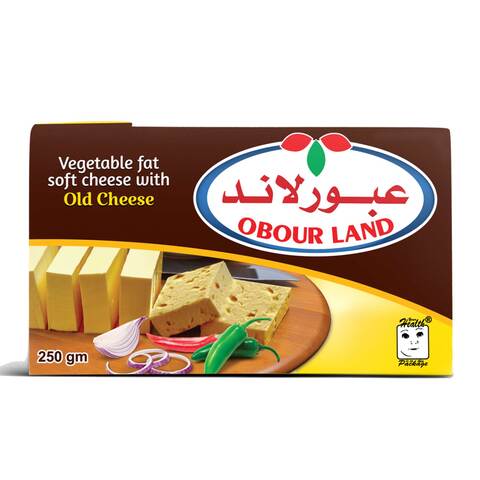 Vegetable fat
soft cheese with
Old Cheese
عبورلاند
OBOUR LAND
250 gm
Health®
Package